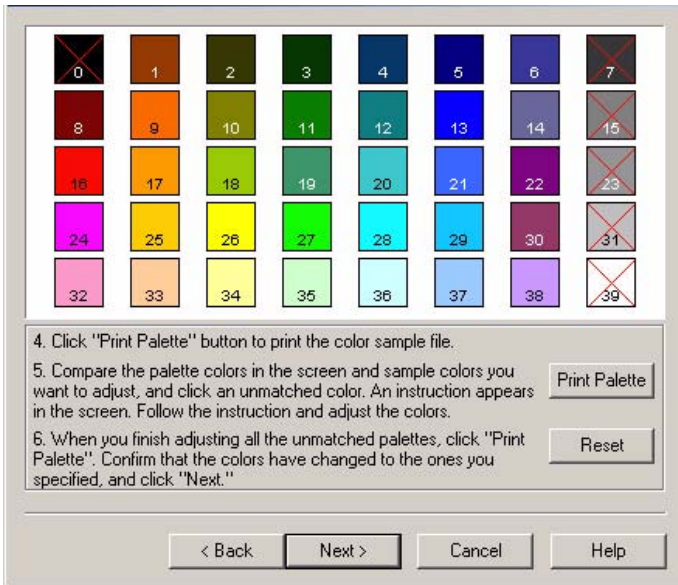 0 1 2 3 4 5 6 7
8 9 10 11 12 13 14 15
16 17 18 19 20 21 22 23
24 25 26 27 28 29 30 31
32 33 34 35 36 37 38 39
4. Click "Print Palette" button to print the color sample file.
5. Compare the palette colors in the screen and sample colors you
want to adjust, and click an unmatched color. An instruction appears
in the screen. Follow the instruction and adjust the colors.
Print Palette
6. When you finish adjusting all the unmatched palettes, click "Print
Palette". Confirm that the colors have changed to the ones you
specified, and click "Next."
Reset
< Back Next > Cancel Help